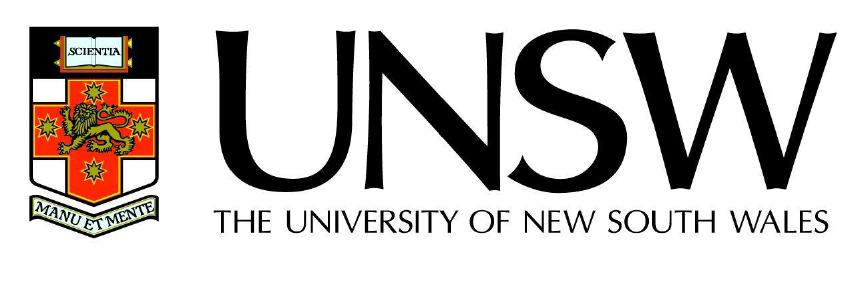 SCIENTIA
MANU ET MENTE
UNSW
THE UNIVERSITY OF NEW SOUTH WALES